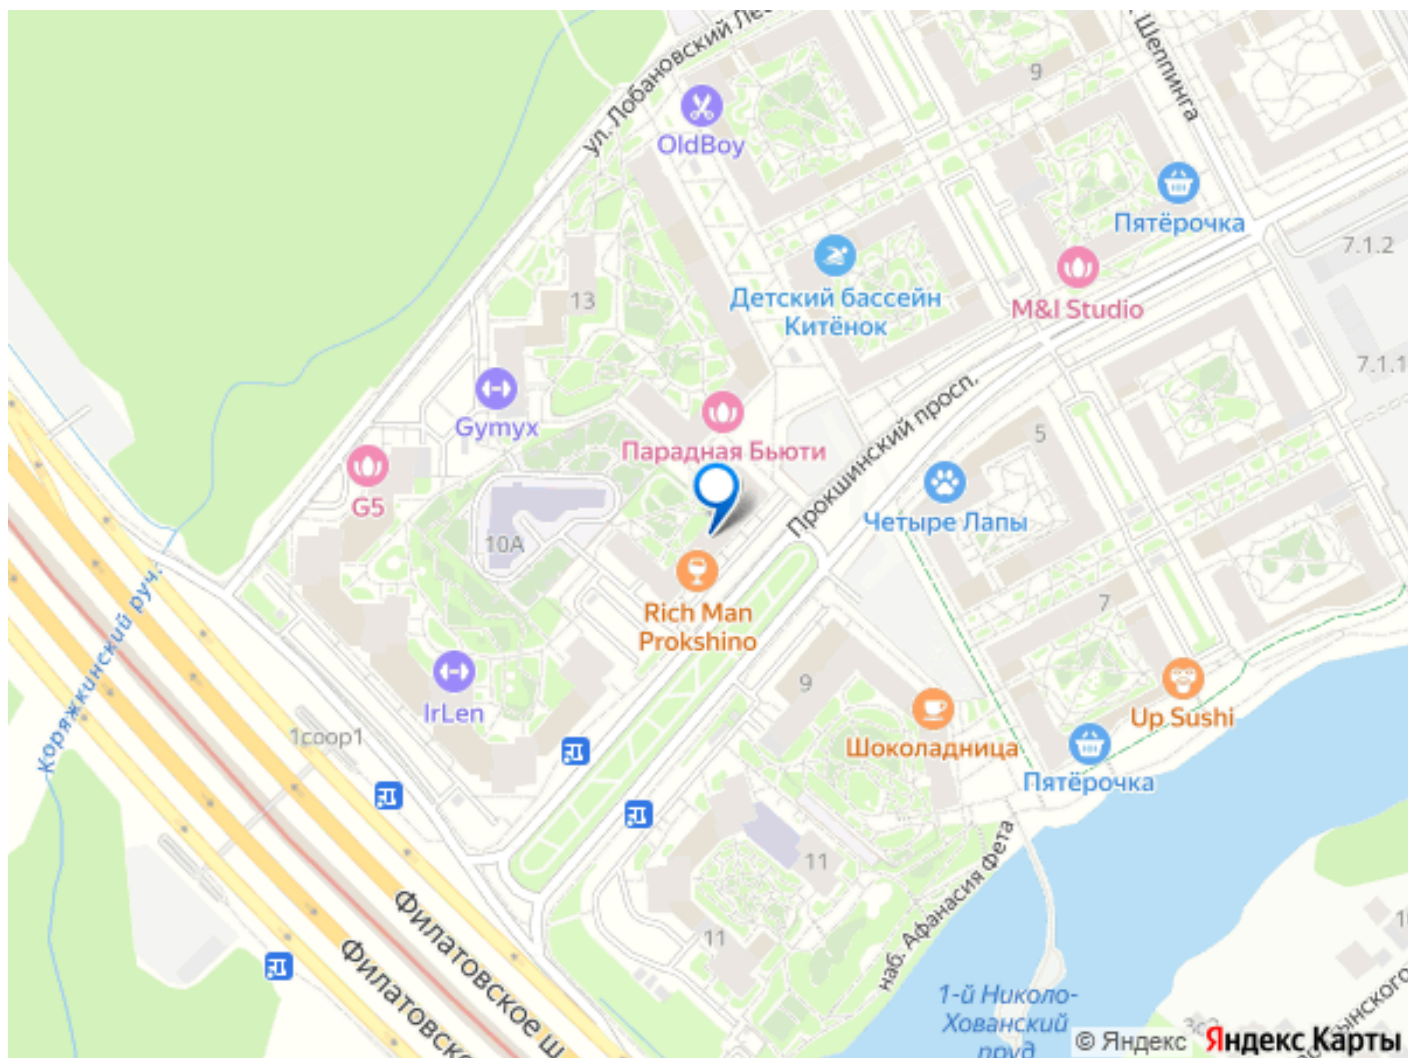 ул. Лобановский Лес
Шеппинга
9
OldBoy
Пятёрочка
7.1.2
Детский бассейн
Китёнок
M&I Studio
13
7.1.1
Gymyx
Прокшинский просп.
Парадная Бьюти
5
G5
Четыре Лапы
10А
Коряжкинский руч.
Rich Man
Prokshino
7
9
IrLen
Up Sushi
1соор1
Шоколадница
Пятёрочка
11
11
наб. Афанасия Фета
Филатовское ш.
Филатовское
1-й Николо-
Хованский
пруд
© Яндекс Яндекс Карты